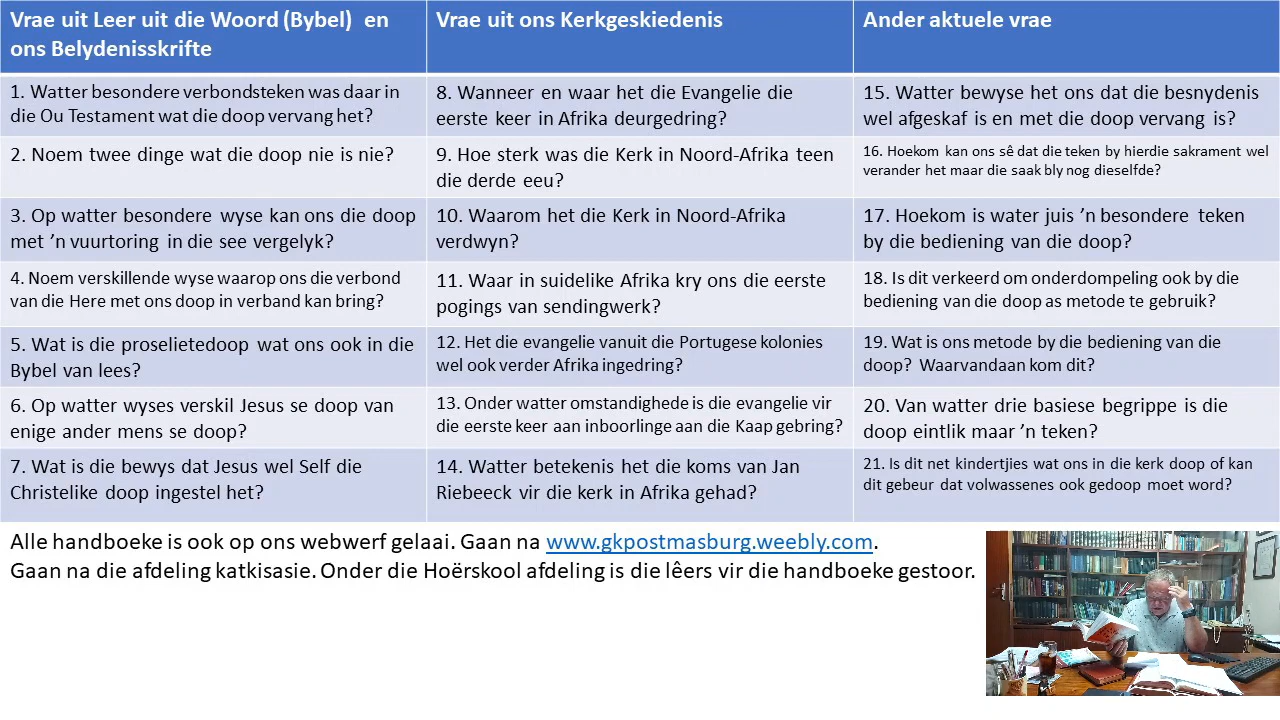 Vrae uit Leer uit die Woord (Bybel) en
ons Belydenisskrifte
Vrae uit ons Kerkgeskiedenis
Ander aktuele vrae
1. Watter besondere verbondsteken was daar in
die Ou Testament wat die doop vervang het?
8. Wanneer en waar het die Evangelie die
eerste keer in Afrika deurgedring?
15. Watter bewyse het ons dat die besnydenis
wel afgeskaf is en met die doop vervang is?
2. Noem twee dinge wat die doop nie is nie?
9. Hoe sterk was die Kerk in Noord-Afrika teen
die derde eeu?
16. Hoekom kan ons sê dat die teken by hierdie sakrament wel
verander het maar die saak bly nog dieselfde?
3. Op watter besondere wyse kan ons die doop
met ’n vuurtoring in die see vergelyk?
10. Waarom het die Kerk in Noord-Afrika
verdwyn?
17. Hoekom is water juis ’n besondere teken
by die bediening van die doop?
4. Noem verskillende wyse waarop ons die verbond
van die Here met ons doop in verband kan bring?
11. Waar in suidelike Afrika kry ons die eerste
pogings van sendingwerk?
18. Is dit verkeerd om onderdompeling ook by die
bediening van die doop as metode te gebruik?
5. Wat is die proselietedoop wat ons ook in die
Bybel van lees?
12. Het die evangelie vanuit die Portugese kolonies
wel ook verder Afrika ingedring?
19. Wat is ons metode by die bediening van die
doop? Waarvandaan kom dit?
6. Op watter wyses verskil Jesus se doop van
enige ander mens se doop?
13. Onder watter omstandighede is die evangelie vir
die eerste keer aan inboorlinge aan die Kaap gebring?
20. Van watter drie basiese begrippe is die
doop eintlik maar ’n teken?
7. Wat is die bewys dat Jesus wel Self die
Christelike doop ingestel het?
14. Watter betekenis het die koms van Jan
Riebeeck vir die kerk in Afrika gehad?
21. Is dit net kindertjies wat ons in die kerk doop of kan
dit gebeur dat volwassenes ook gedoop moet word?
Alle handboeke is ook op ons webwerf gelaai. Gaan na www.gkpostmasburg.weebly.com.
Gaan na die afdeling katkisasie. Onder die Hoërskool afdeling is die lêers vir die handboeke gestoor.